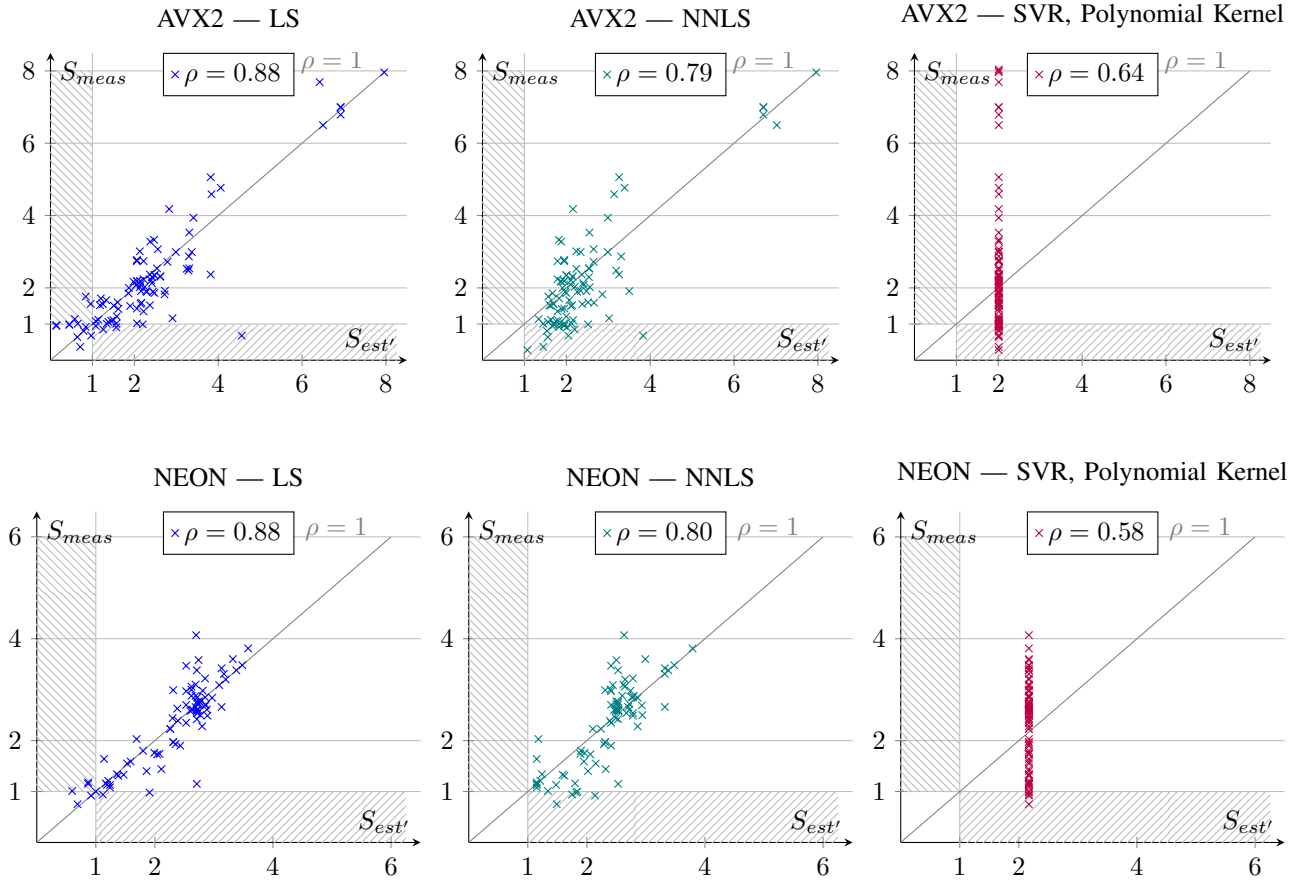 AVX2 — LS
S_meas
ρ = 0.88
ρ = 1
8
6
4
2
1
S_est′
1 2 4 6 8
AVX2 — NNLS
S_meas
ρ = 0.79
ρ = 1
8
6
4
2
1
S_est′
1 2 4 6 8
AVX2 — SVR, Polynomial Kernel
S_meas
ρ = 0.64
ρ = 1
8
6
4
2
1
S_est′
1 2 4 6 8
NEON — LS
S_meas
ρ = 0.88
ρ = 1
6
4
2
1
S_est′
1 2 4 6
NEON — NNLS
S_meas
ρ = 0.80
ρ = 1
6
4
2
1
S_est′
1 2 4 6
NEON — SVR, Polynomial Kernel
S_meas
ρ = 0.58
ρ = 1
6
4
2
1
S_est′
1 2 4 6